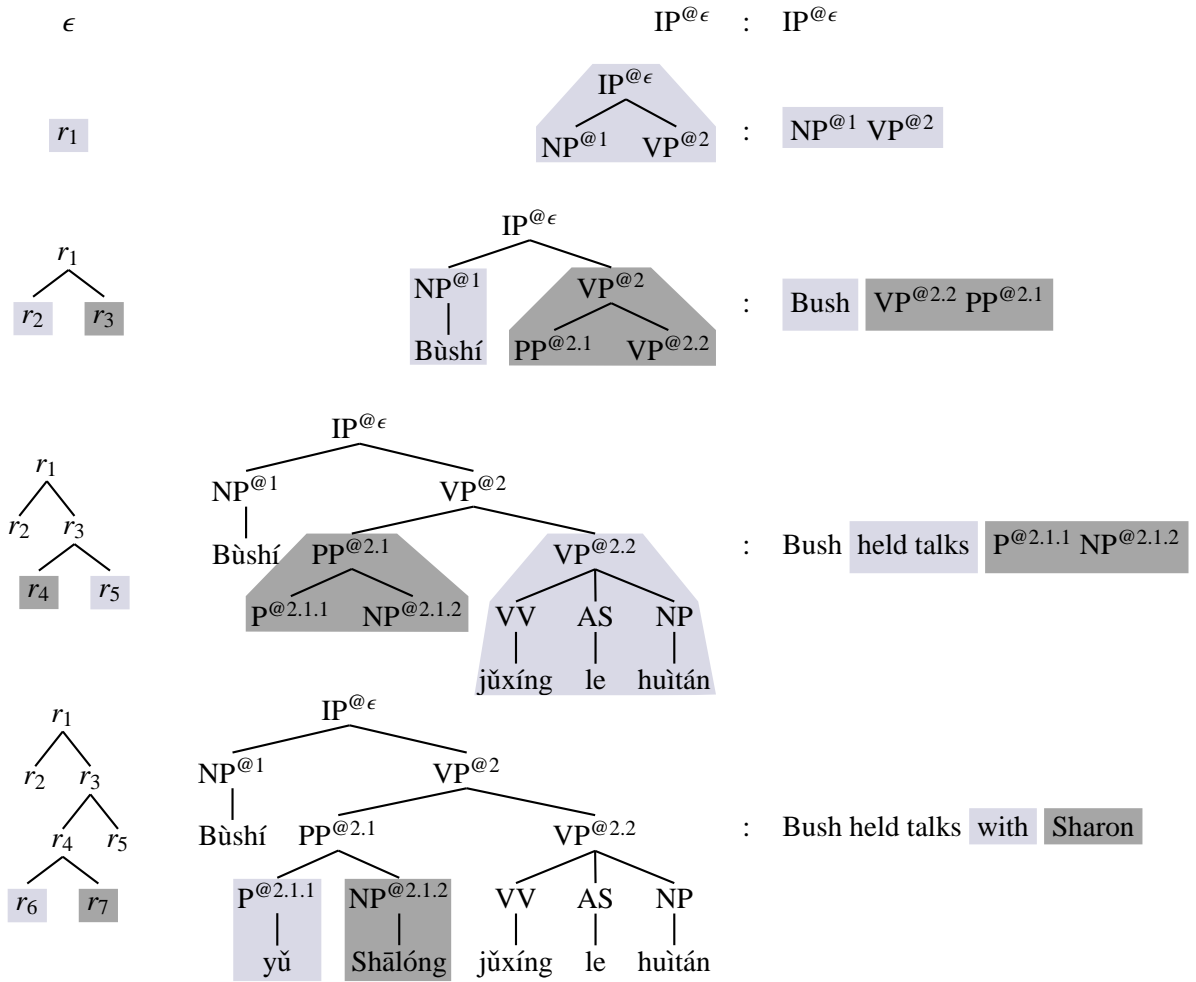 ϵ IP@ϵ : IP@ϵ
IP@ϵ
r1 : NP@1 VP@2
NP@1 VP@2
IP@ϵ
r1
NP@1 VP@2
r2 r3 : Bush VP@2.2 PP@2.1
Bùshí PP@2.1 VP@2.2
IP@ϵ
r1
NP@1 VP@2
r2 r3
Bùshí PP@2.1 VP@2.2 : Bush held talks P@2.1.1 NP@2.1.2
r4 r5
P@2.1.1 NP@2.1.2 VV AS NP
jǔxíng le huìtán
r1 IP@ϵ
r2 r3 NP@1 VP@2
r4 r5 Bùshí PP@2.1 VP@2.2 : Bush held talks with Sharon
r6 r7 P@2.1.1 NP@2.1.2 VV AS NP
yǔ Shālóng jǔxíng le huìtán